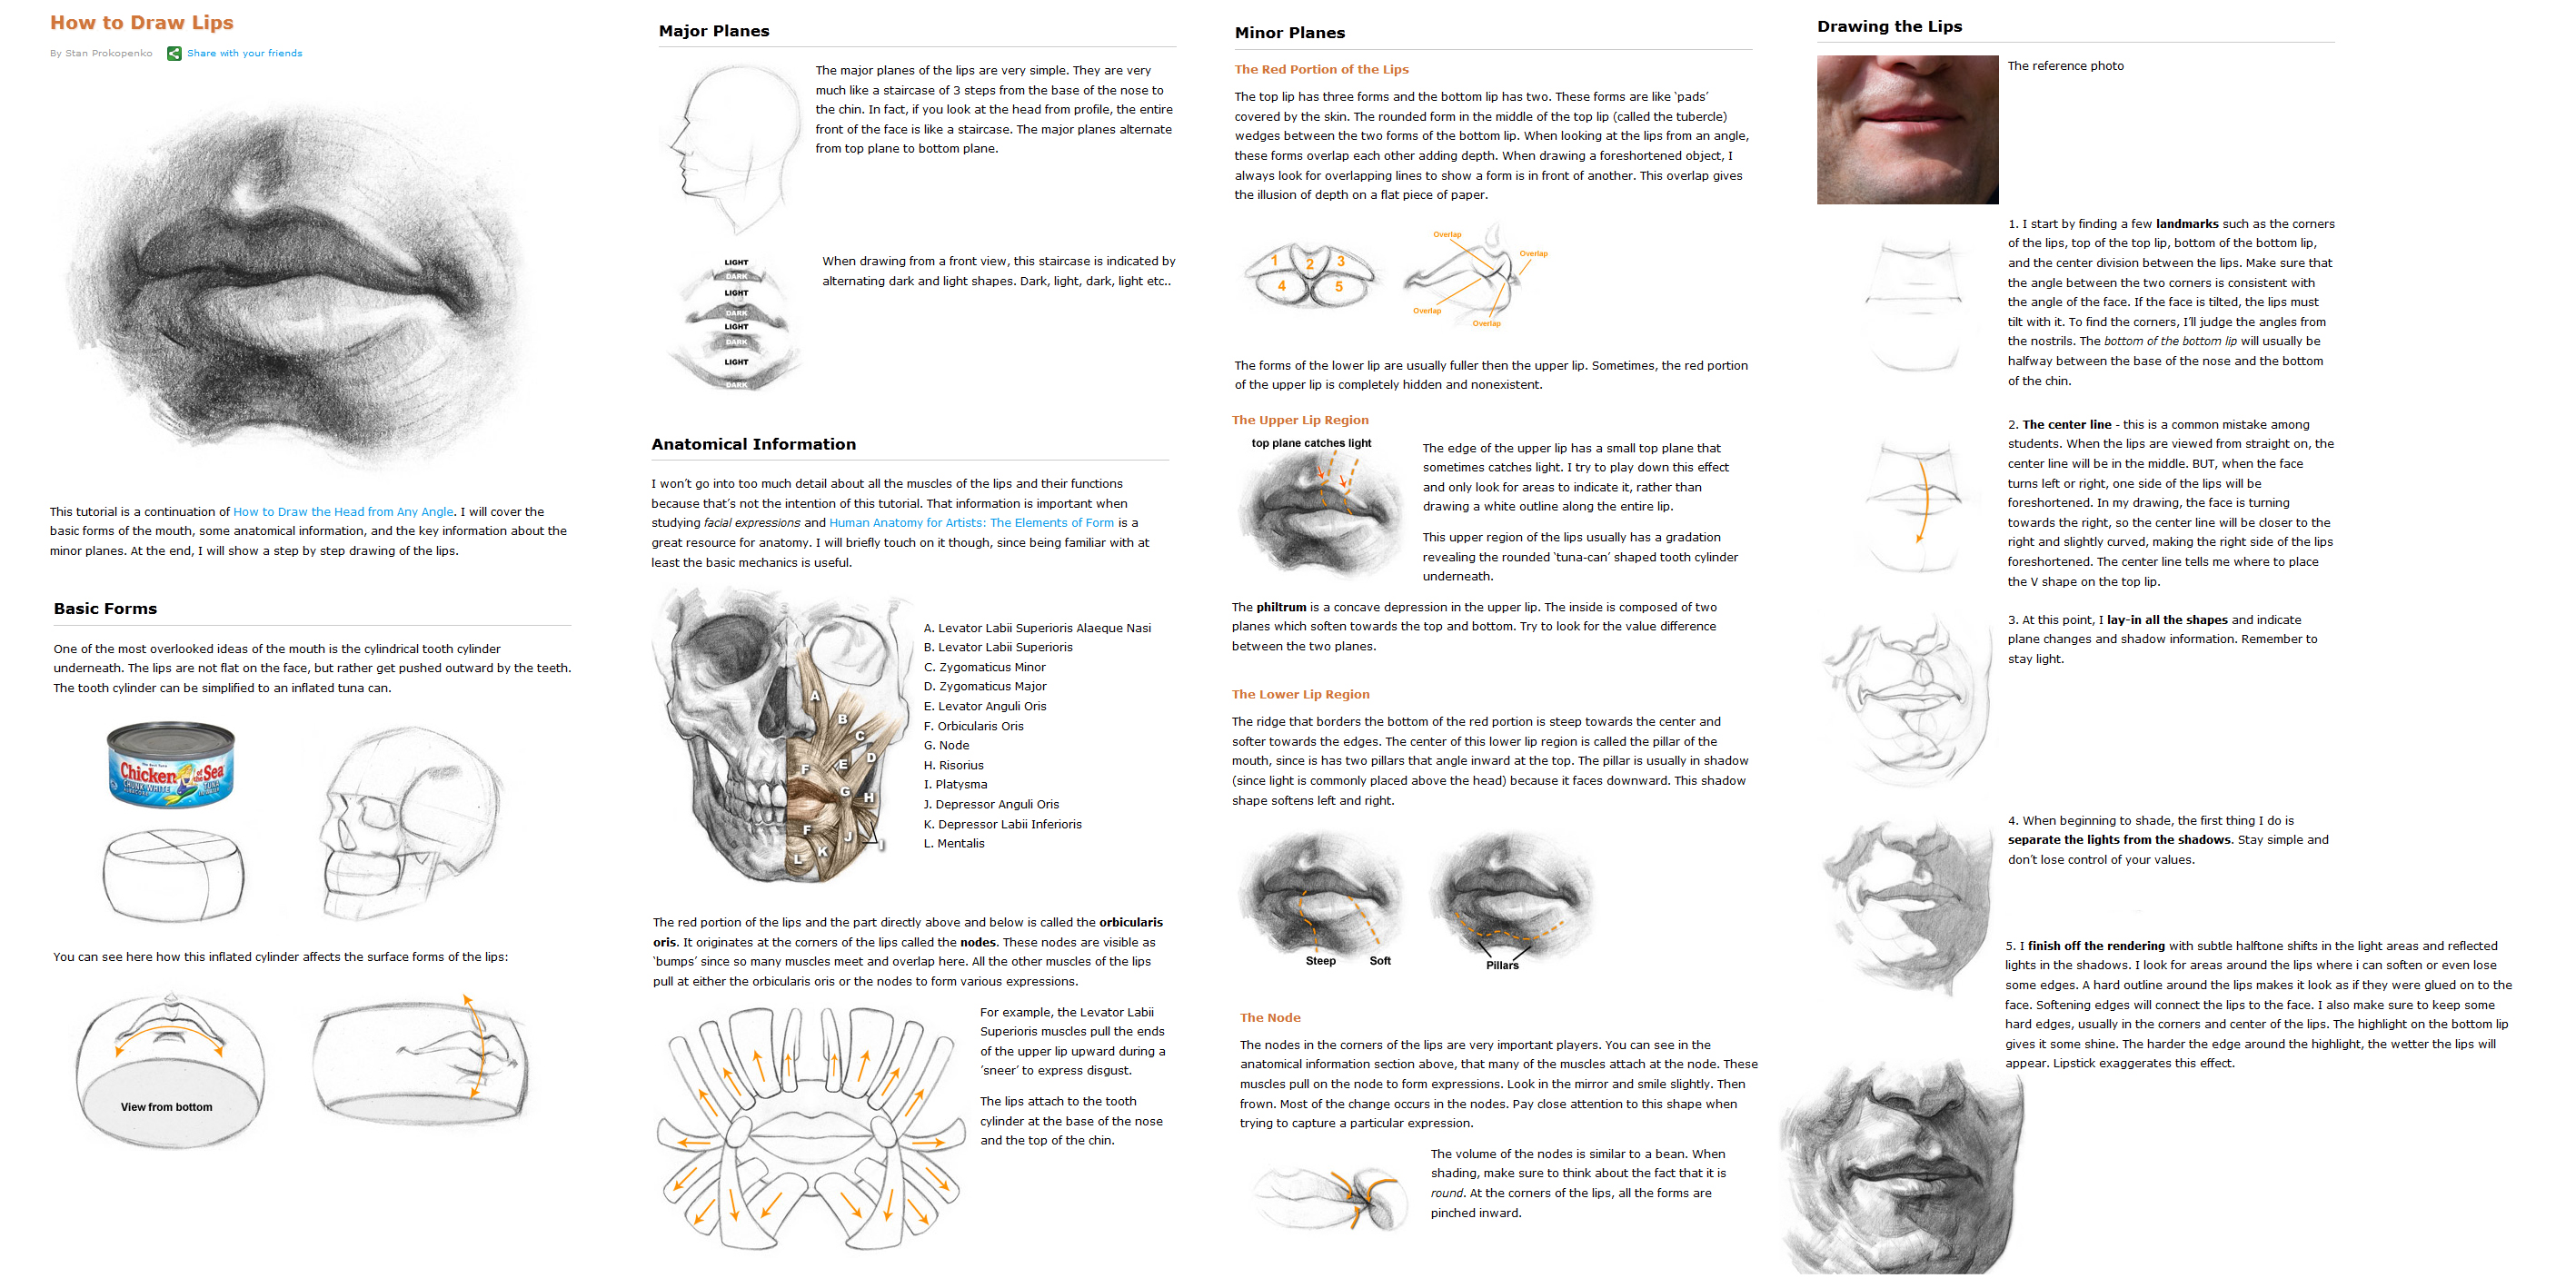 How to Draw Lips
By Stan Prokopenko
Share with your friends
This tutorial is a continuation of How to Draw the Head from Any Angle. I will cover the
basic forms of the mouth, some anatomical information, and the key information about the
minor planes. At the end, I will show a step by step drawing of the lips.
Basic Forms
One of the most overlooked ideas of the mouth is the cylindrical tooth cylinder
underneath. The lips are not flat on the face, but rather get pushed outward by the teeth.
The tooth cylinder can be simplified to an inflated tuna can.
Chicken of the Sea
CHUNK WHITE
TUNA
You can see here how this inflated cylinder affects the surface forms of the lips:
View from bottom
Major Planes
The major planes of the lips are very simple. They are very
much like a staircase of 3 steps from the base of the nose to
the chin. In fact, if you look at the head from profile, the entire
front of the face is like a staircase. The major planes alternate
from top plane to bottom plane.
LIGHT
DARK
LIGHT
DARK
LIGHT
DARK
LIGHT
DARK
When drawing from a front view, this staircase is indicated by
alternating dark and light shapes. Dark, light, dark, light etc..
Anatomical Information
I won't go into too much detail about all the muscles of the lips and their functions
because that's not the intention of this tutorial. That information is important when
studying facial expressions and Human Anatomy for Artists: The Elements of Form is a
great resource for anatomy. I will briefly touch on it though, since being familiar with at
least the basic mechanics is useful.
A
B
C
D
E
F
G
H
F
J
I
K
L
A. Levator Labii Superioris Alaeque Nasi
B. Levator Labii Superioris
C. Zygomaticus Minor
D. Zygomaticus Major
E. Levator Anguli Oris
F. Orbicularis Oris
G. Node
H. Risorius
I. Platysma
J. Depressor Anguli Oris
K. Depressor Labii Inferioris
L. Mentalis
The red portion of the lips and the part directly above and below is called the orbicularis
oris. It originates at the corners of the lips called the nodes. These nodes are visible as
'bumps' since so many muscles meet and overlap here. All the other muscles of the lips
pull at either the orbicularis oris or the nodes to form various expressions.
For example, the Levator Labii
Superioris muscles pull the ends
of the upper lip upward during a
'sneer' to express disgust.
The lips attach to the tooth
cylinder at the base of the nose
and the top of the chin.
Minor Planes
The Red Portion of the Lips
The top lip has three forms and the bottom lip has two. These forms are like 'pads'
covered by the skin. The rounded form in the middle of the top lip (called the tubercle)
wedges between the two forms of the bottom lip. When looking at the lips from an angle,
these forms overlap each other adding depth. When drawing a foreshortened object, I
always look for overlapping lines to show a form is in front of another. This overlap gives
the illusion of depth on a flat piece of paper.
1 2 3
4 5
Overlap
Overlap
Overlap
Overlap
The forms of the lower lip are usually fuller then the upper lip. Sometimes, the red portion
of the upper lip is completely hidden and nonexistent.
The Upper Lip Region
top plane catches light
The edge of the upper lip has a small top plane that
sometimes catches light. I try to play down this effect
and only look for areas to indicate it, rather than
drawing a white outline along the entire lip.
This upper region of the lips usually has a gradation
revealing the rounded 'tuna-can' shaped tooth cylinder
underneath.
The philtrum is a concave depression in the upper lip. The inside is composed of two
planes which soften towards the top and bottom. Try to look for the value difference
between the two planes.
The Lower Lip Region
The ridge that borders the bottom of the red portion is steep towards the center and
softer towards the edges. The center of this lower lip region is called the pillar of the
mouth, since is has two pillars that angle inward at the top. The pillar is usually in shadow
(since light is commonly placed above the head) because it faces downward. This shadow
shape softens left and right.
Steep
Soft
Pillars
The Node
The nodes in the corners of the lips are very important players. You can see in the
anatomical information section above, that many of the muscles attach at the node. These
muscles pull on the node to form expressions. Look in the mirror and smile slightly. Then
frown. Most of the change occurs in the nodes. Pay close attention to this shape when
trying to capture a particular expression.
The volume of the nodes is similar to a bean. When
shading, make sure to think about the fact that it is
round. At the corners of the lips, all the forms are
pinched inward.
Drawing the Lips
The reference photo
1. I start by finding a few landmarks such as the corners
of the lips, top of the top lip, bottom of the bottom lip,
and the center division between the lips. Make sure that
the angle between the two corners is consistent with
the angle of the face. If the face is tilted, the lips must
tilt with it. To find the corners, I'll judge the angles from
the nostrils. The bottom of the bottom lip will usually be
halfway between the base of the nose and the bottom
of the chin.
2. The center line - this is a common mistake among
students. When the lips are viewed from straight on, the
center line will be in the middle. BUT, when the face
turns left or right, one side of the lips will be
foreshortened. In my drawing, the face is turning
towards the right, so the center line will be closer to the
right and slightly curved, making the right side of the lips
foreshortened. The center line tells me where to place
the V shape on the top lip.
3. At this point, I lay-in all the shapes and indicate
plane changes and shadow information. Remember to
stay light.
4. When beginning to shade, the first thing I do is
separate the lights from the shadows. Stay simple and
don't lose control of your values.
5. I finish off the rendering with subtle halftone shifts in the light areas and reflected
lights in the shadows. I look for areas around the lips where i can soften or even lose
some edges. A hard outline around the lips makes it look as if they were glued on to the
face. Softening edges will connect the lips to the face. I also make sure to keep some
hard edges, usually in the corners and center of the lips. The highlight on the bottom lip
gives it some shine. The harder the edge around the highlight, the wetter the lips will
appear. Lipstick exaggerates this effect.